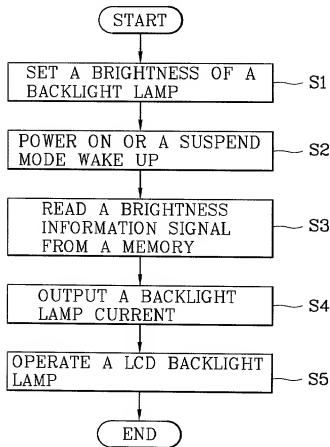 START
SET A BRIGHTNESS OF A
BACKLIGHT LAMP
S1
POWER ON OR A SUSPEND
MODE WAKE UP
S2
READ A BRIGHTNESS
INFORMATION SIGNAL
FROM A MEMORY
S3
OUTPUT A BACKLIGHT
LAMP CURRENT
S4
OPERATE A LCD BACKLIGHT
LAMP
S5
END